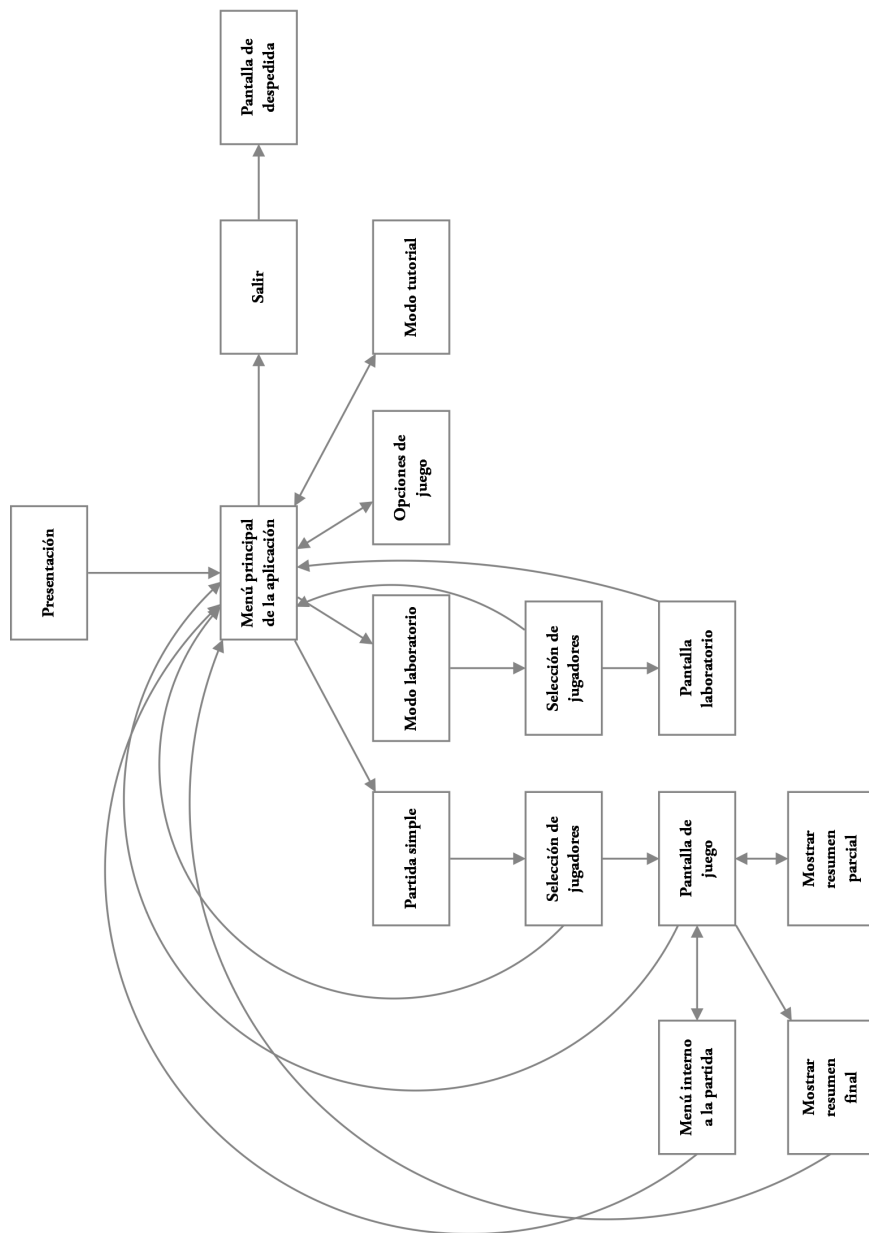 Presentación
Menú principal
de la aplicación
Salir
Pantalla de
despedida
Partida simple
Modo laboratorio
Opciones de
juego
Modo tutorial
Selección de
jugadores
Selección de
jugadores
Menú interno
a la partida
Pantalla de
juego
Pantalla
laboratorio
Mostrar
resumen
final
Mostrar
resumen
parcial